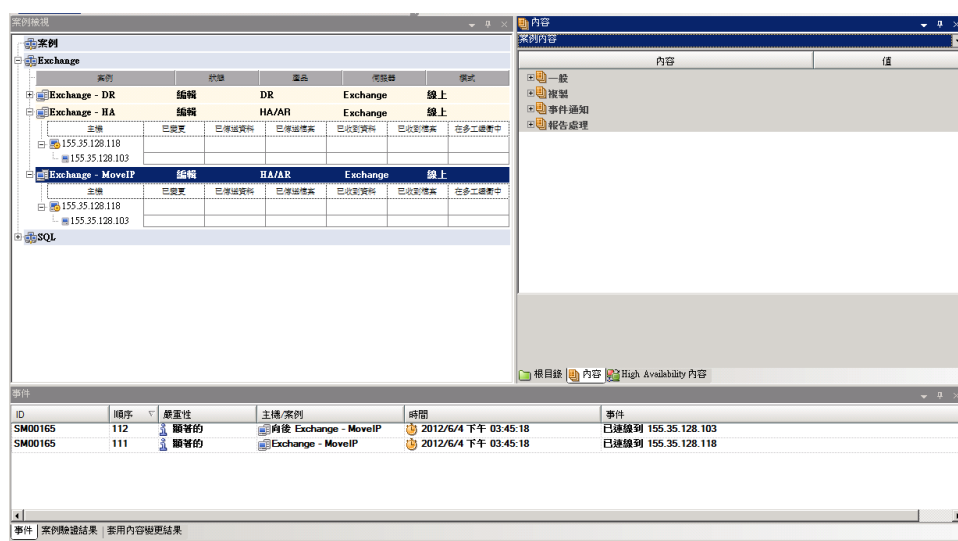 案例檢視
案例
Exchange
案例 狀態 產品 伺服器 模式
Exchange - DR 編輯 DR Exchange 線上
Exchange - HA 編輯 HA/AR Exchange 線上
主機 已變更 已傳送資料 已傳送檔案 已收到資料 已收到檔案 在多工緩衝中
155.35.128.118
155.35.128.103
Exchange - MoveIP 編輯 HA/AR Exchange 線上
主機 已變更 已傳送資料 已傳送檔案 已收到資料 已收到檔案 在多工緩衝中
155.35.128.118
155.35.128.103
SQL
內容
案例內容
內容 值
一般
複製
事件通知
報告處理
根目錄 內容 High Availability 內容
事件
ID 順序 嚴重性 主機/案例 時間 事件
SM00165 112 顯著的 向後 Exchange - MoveIP 2012/6/4 下午 03:45:18 已連線到 155.35.128.103
SM00165 111 顯著的 Exchange - MoveIP 2012/6/4 下午 03:45:18 已連線到 155.35.128.118
事件 案例驗證結果 套用內容變更結果